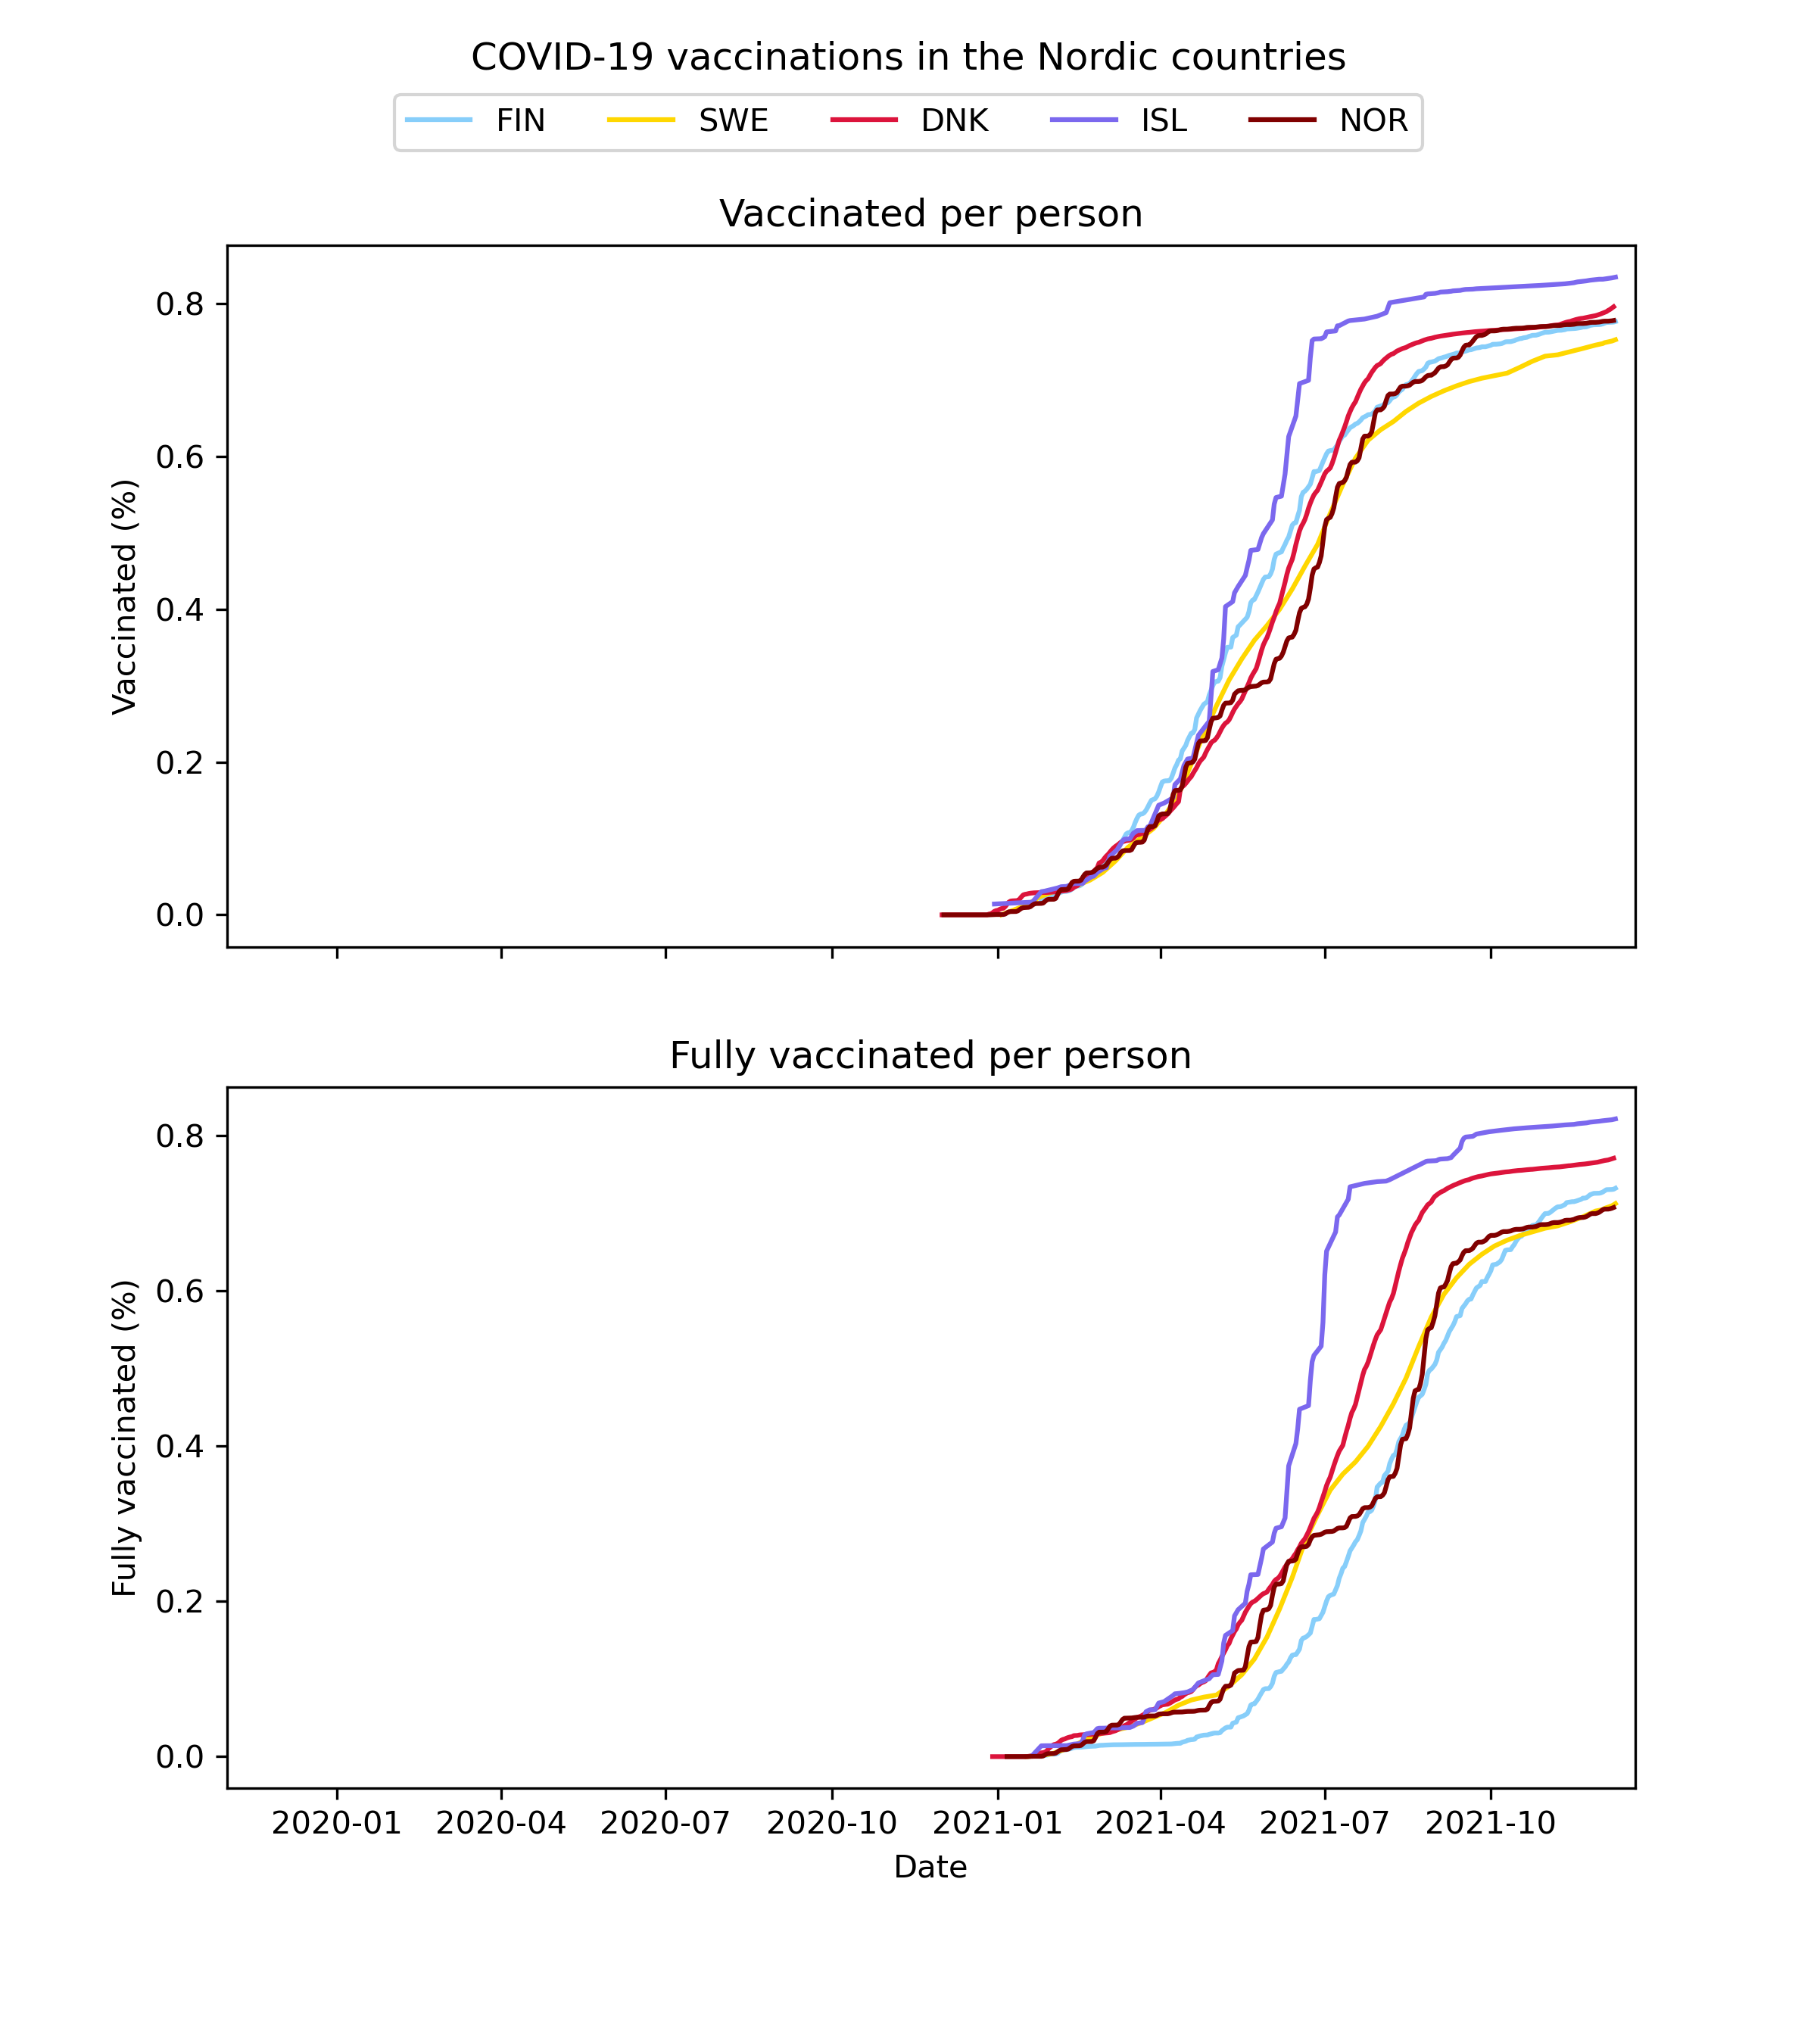 COVID-19 vaccinations in the Nordic countries
FIN SWE DNK ISL NOR
Vaccinated per person
Vaccinated (%)
0.8
0.6
0.4
0.2
0.0
Fully vaccinated per person
Fully vaccinated (%)
0.8
0.6
0.4
0.2
0.0
2020-01 2020-04 2020-07 2020-10 2021-01 2021-04 2021-07 2021-10
Date